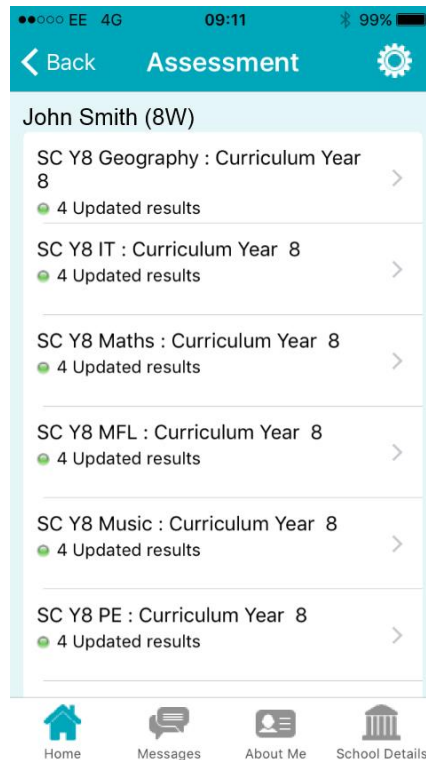 EE 4G 09:11 99%
Back Assessment
John Smith (8W)
SC Y8 Geography : Curriculum Year
8
4 Updated results
SC Y8 IT : Curriculum Year 8
4 Updated results
SC Y8 Maths : Curriculum Year 8
4 Updated results
SC Y8 MFL : Curriculum Year 8
4 Updated results
SC Y8 Music : Curriculum Year 8
4 Updated results
SC Y8 PE : Curriculum Year 8
4 Updated results
Home Messages About Me School Details